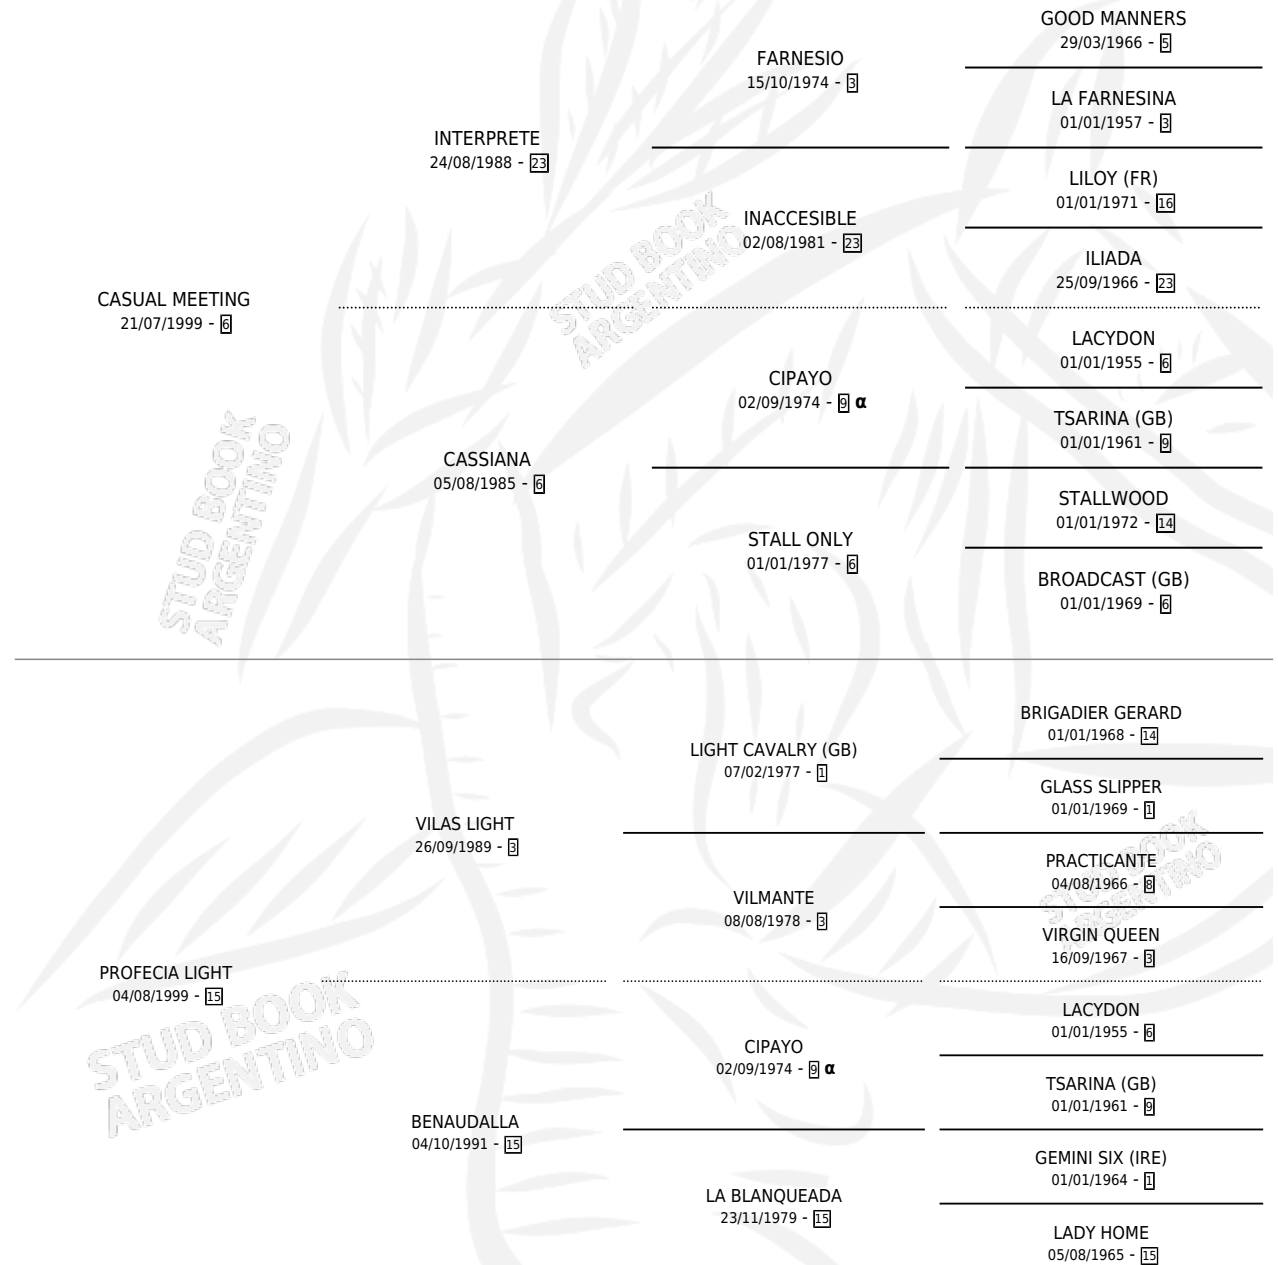 GOOD MANNERS
29/03/1966 - 5
FARNESIO
15/10/1974 - 3
LA FARNESINA
01/01/1957 - 3
INTERPRETE
24/08/1988 - 23
LILOY (FR)
01/01/1971 - 16
INACCESIBLE
02/08/1981 - 23
ILIADA
25/09/1966 - 23
CASUAL MEETING
21/07/1999 - 6
LACYDON
01/01/1955 - 6
CIPAYO
02/09/1974 - 9 α
TSARINA (GB)
01/01/1961 - 9
CASSIANA
05/08/1985 - 6
STALLWOOD
01/01/1972 - 14
STALL ONLY
01/01/1977 - 6
BROADCAST (GB)
01/01/1969 - 6
BRIGADIER GERARD
01/01/1968 - 14
LIGHT CAVALRY (GB)
07/02/1977 - 1
GLASS SLIPPER
01/01/1969 - 1
VILAS LIGHT
26/09/1989 - 3
PRACTICANTE
04/08/1966 - 8
VILMANTE
08/08/1978 - 3
VIRGIN QUEEN
16/09/1967 - 3
PROFECIA LIGHT
04/08/1999 - 15
LACYDON
01/01/1955 - 6
CIPAYO
02/09/1974 - 9 α
TSARINA (GB)
01/01/1961 - 9
BENAUDALLA
04/10/1991 - 15
GEMINI SIX (IRE)
01/01/1964 - 1
LA BLANQUEADA
23/11/1979 - 15
LADY HOME
05/08/1965 - 15
STUD BOOK
ARGENTINO
STUD BOOK
ARGENTINO
STUD BOOK
ARGENTINO
STUD BOOK
ARGENTINO